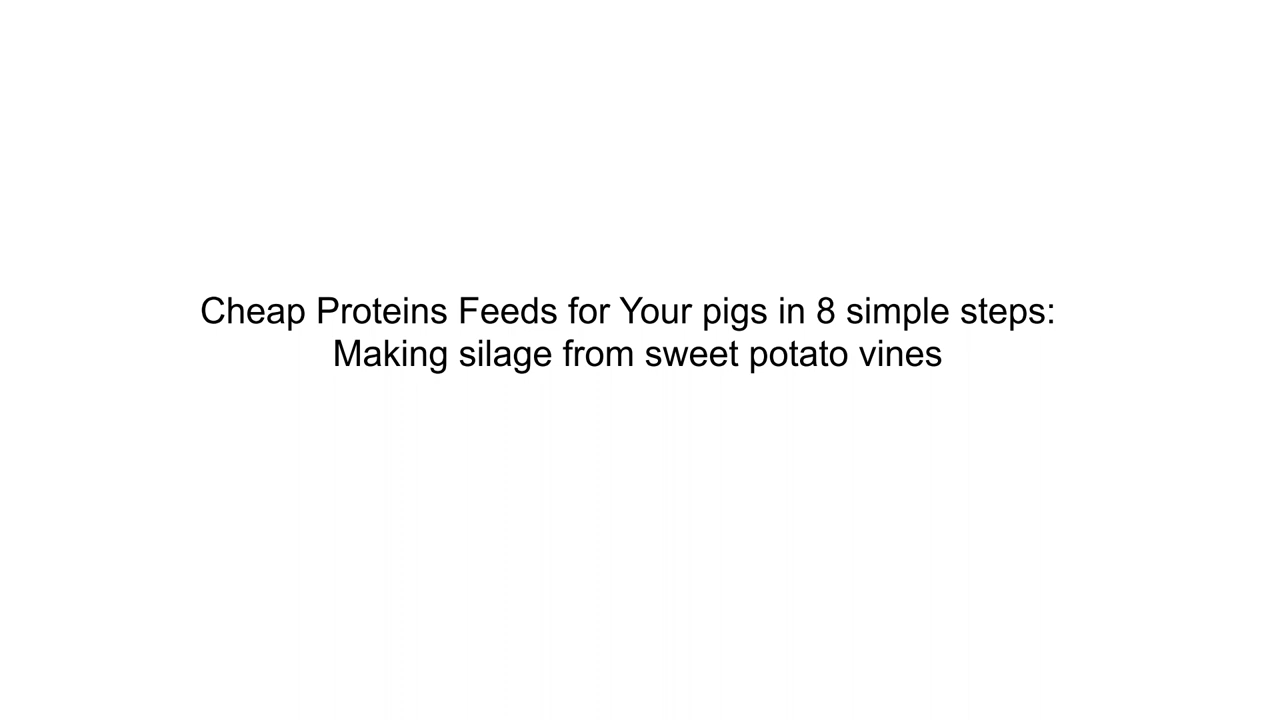 Cheap Proteins Feeds for Your pigs in 8 simple steps:
Making silage from sweet potato vines